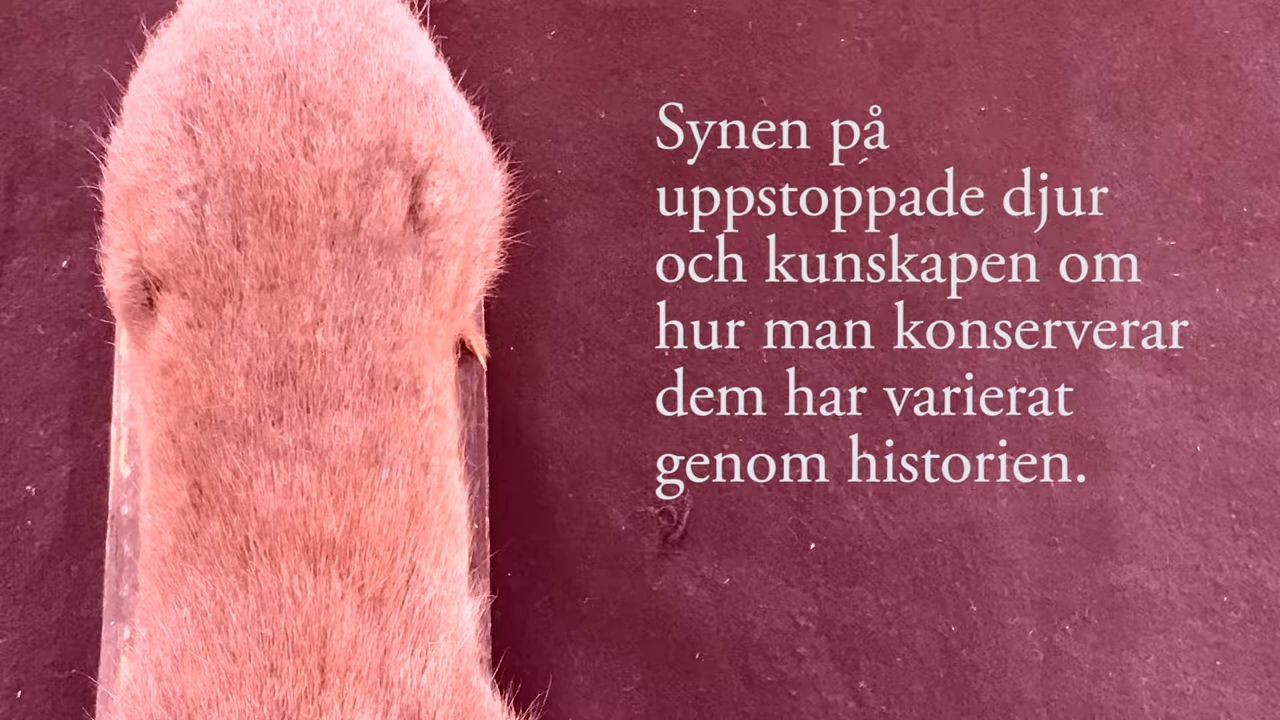 Synen på
uppstoppade djur
och kunskapen om
hur man konserverar
dem har varierat
genom historien.